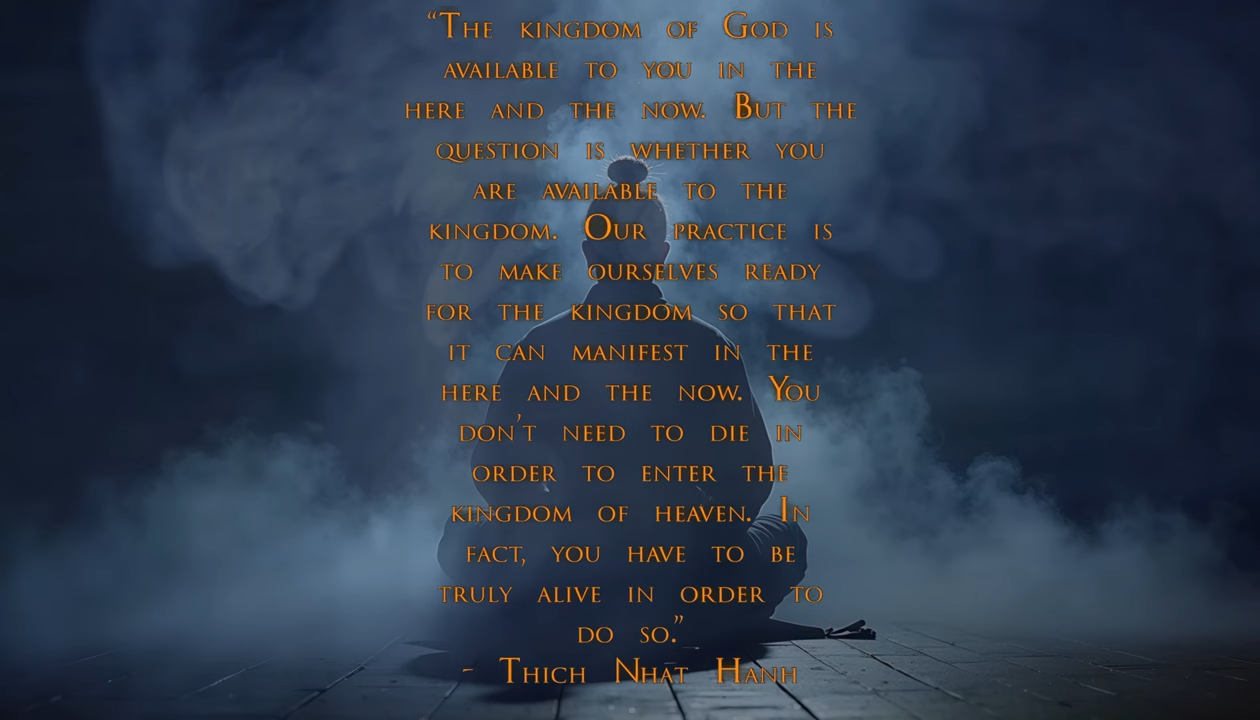 “The kingdom of God is
available to you in the
here and the now. But the
question is whether you
are available to the
kingdom. Our practice is
to make ourselves ready
for the kingdom so that
it can manifest in the
here and the now. You
don’t need to die in
order to enter the
kingdom of heaven. In
fact, you have to be
truly alive in order to
do so.”
- Thich Nhat Hanh